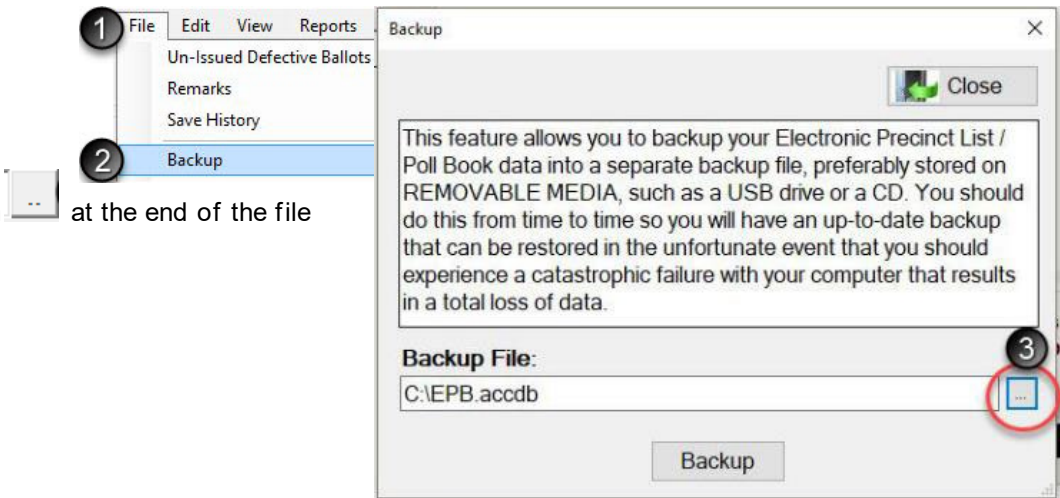 1
File Edit View Reports
Un-Issued Defective Ballots
Remarks
Save History
2
Backup
.. at the end of the file
Backup
Close
This feature allows you to backup your Electronic Precinct List /
Poll Book data into a separate backup file, preferably stored on
REMOVABLE MEDIA, such as a USB drive or a CD. You should
do this from time to time so you will have an up-to-date backup
that can be restored in the unfortunate event that you should
experience a catastrophic failure with your computer that results
in a total loss of data.
3
Backup File:
C:\EPB.accdb
...
Backup